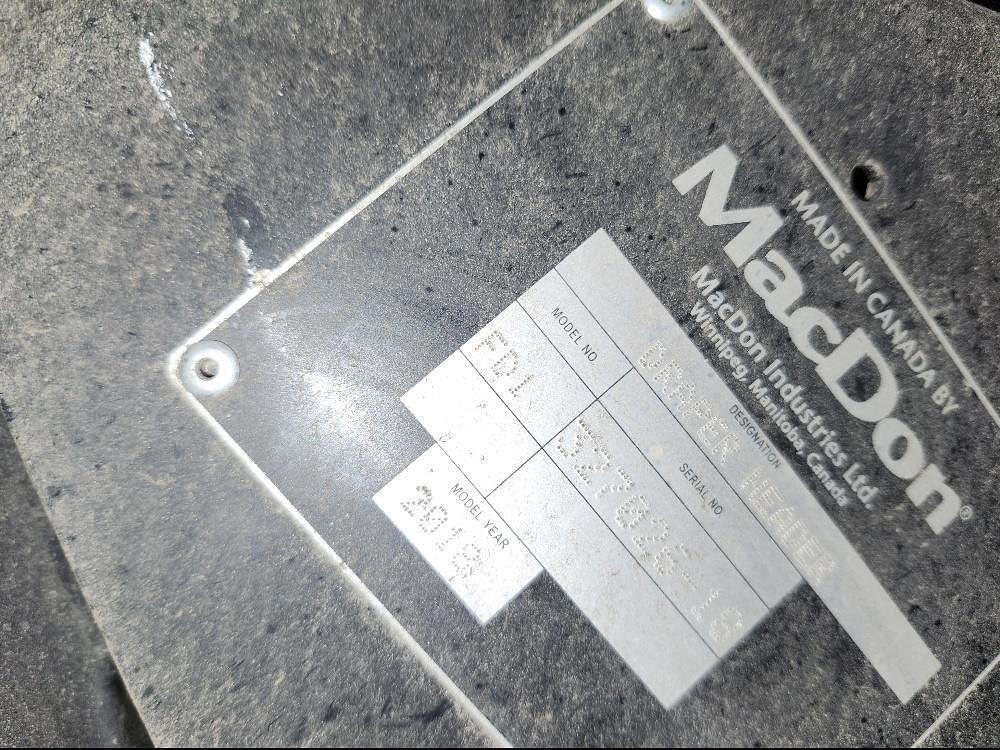 MADE IN CANADA BY
MacDon®
MacDon Industries Ltd.
Winnipeg, Manitoba, Canada
DESIGNATION
DRAPER HEADER
MODEL NO.
SERIAL NO.
MODEL YEAR
2018